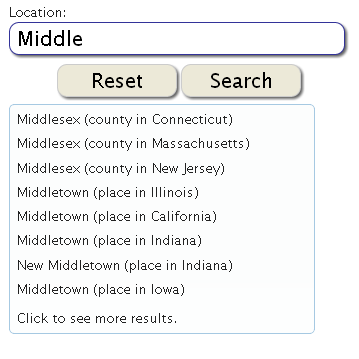 Location:
Middle
Reset Search
Middlesex (county in Connecticut)
Middlesex (county in Massachusetts)
Middlesex (county in New Jersey)
Middletown (place in Illinois)
Middletown (place in California)
Middletown (place in Indiana)
New Middletown (place in Indiana)
Middletown (place in Iowa)
Click to see more results.